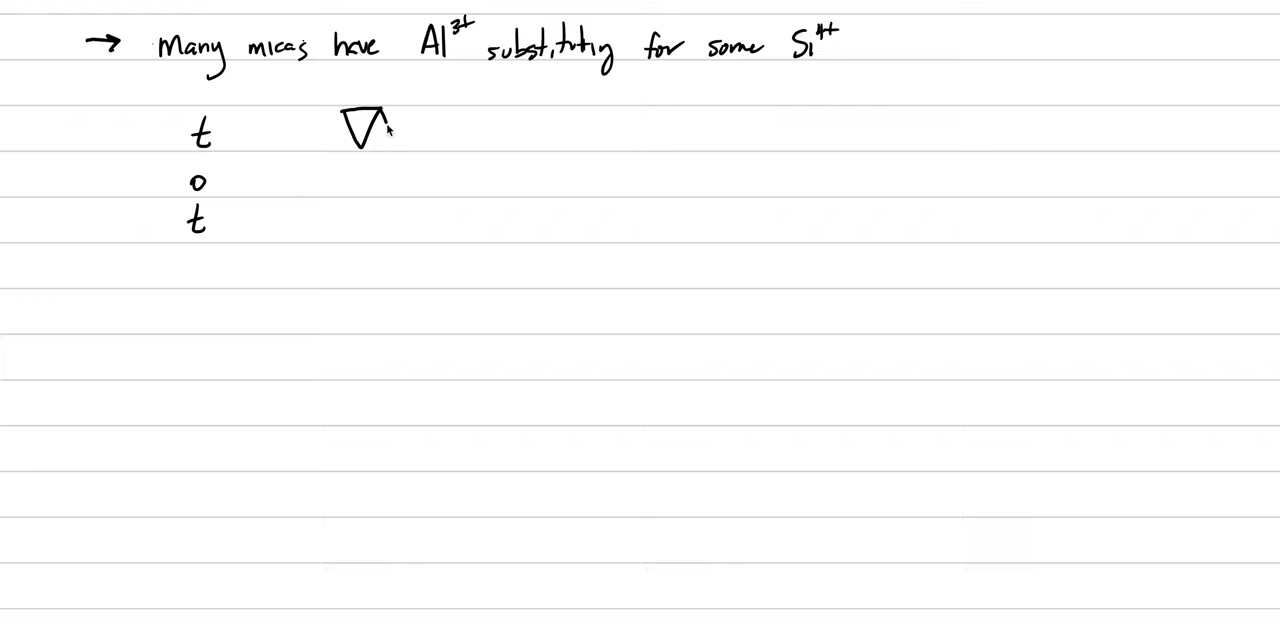 → Many micas have Al³⁺ substituting for some Si⁴⁺
t
o
t